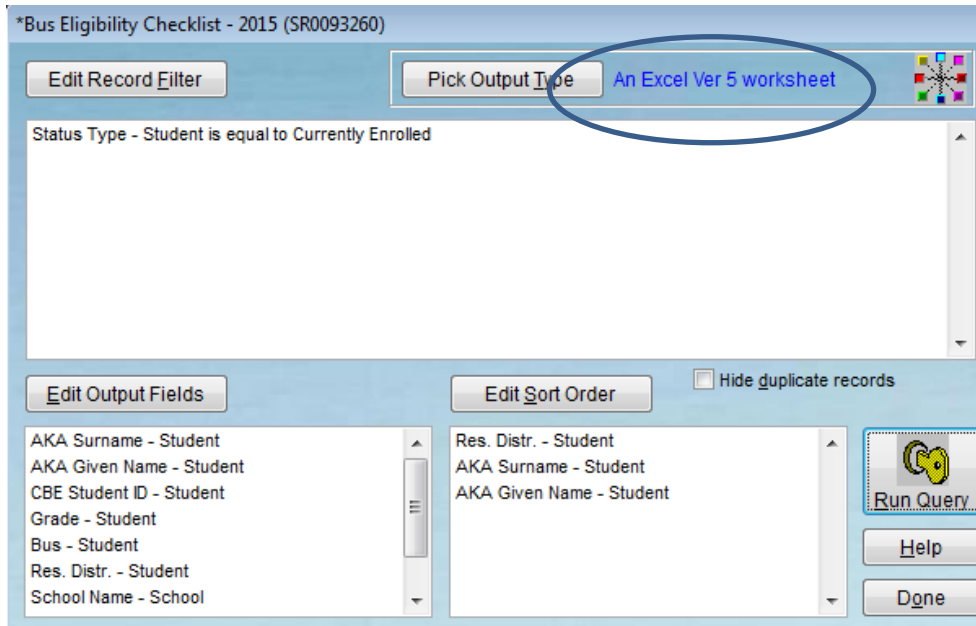 *Bus Eligibility Checklist - 2015 (SR0093260)
Edit Record Filter
Pick Output Type
An Excel Ver 5 worksheet
Status Type - Student is equal to Currently Enrolled
Edit Output Fields
Edit Sort Order
Hide duplicate records
AKA Surname - Student
AKA Given Name - Student
CBE Student ID - Student
Grade - Student
Bus - Student
Res. Distr. - Student
School Name - School
Res. Distr. - Student
AKA Surname - Student
AKA Given Name - Student
Run Query
Help
Done